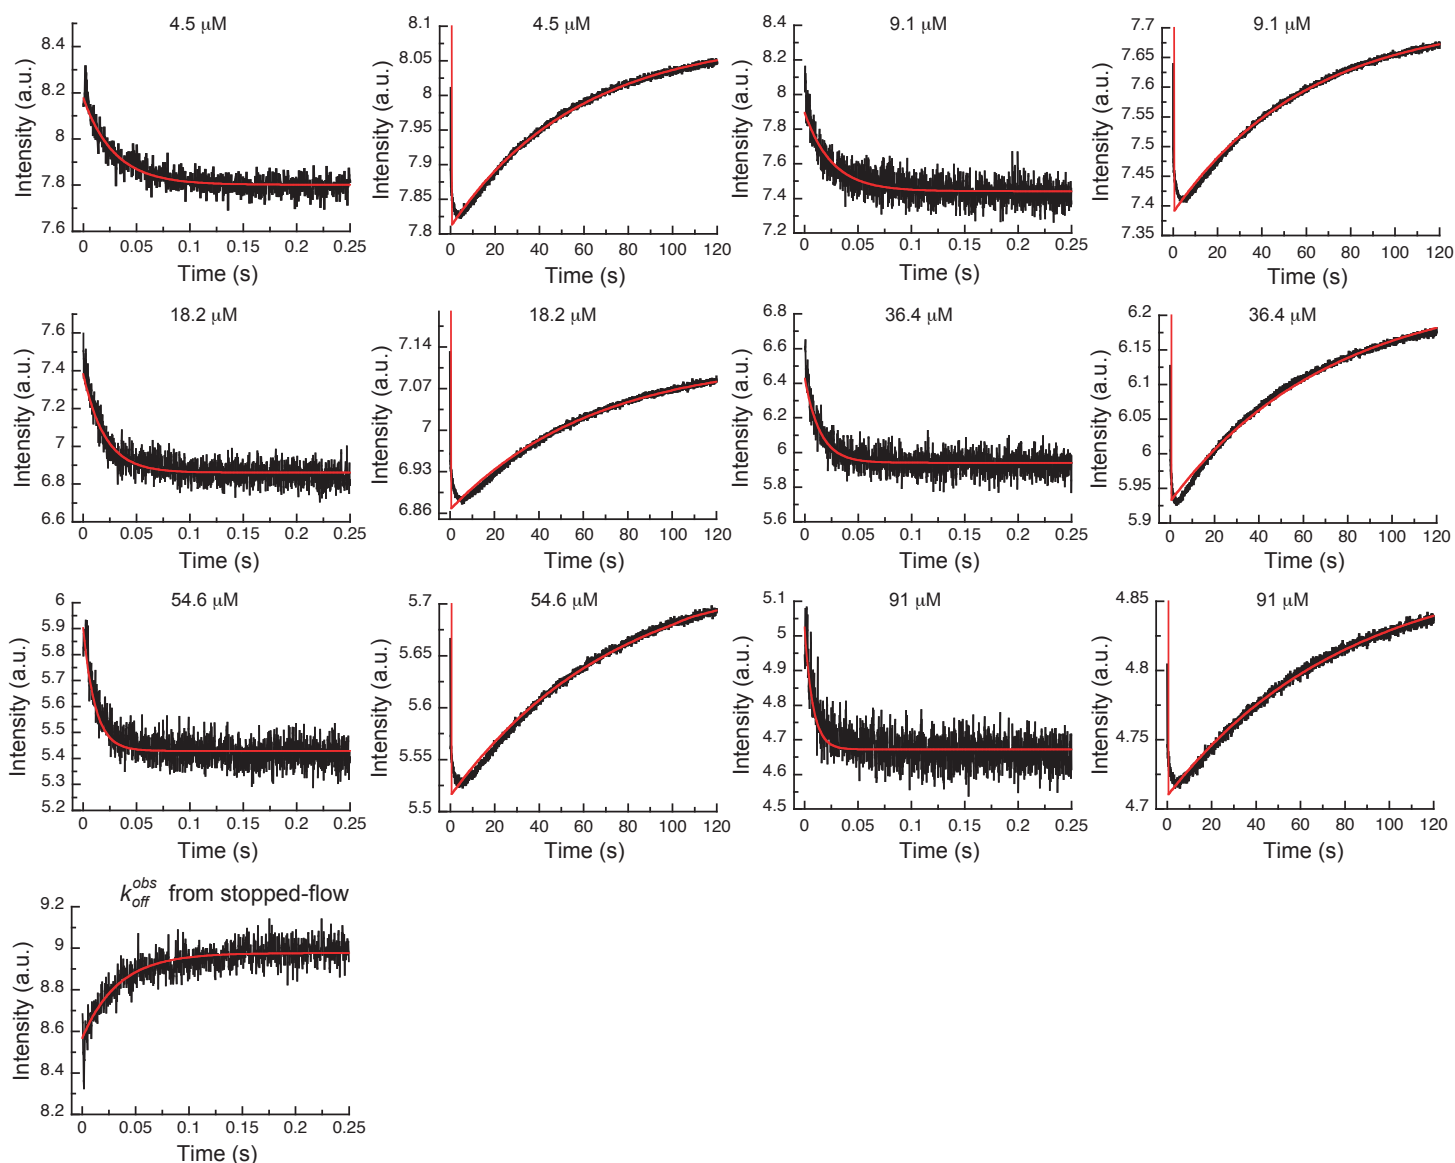 4.5 μM
Intensity (a.u.)
8.4
8.2
8
7.8
7.6
0 0.05 0.1 0.15 0.2 0.25
Time (s)
4.5 μM
Intensity (a.u.)
8.1
8.05
8
7.95
7.9
7.85
7.8
0 20 40 60 80 100 120
Time (s)
9.1 μM
Intensity (a.u.)
8.4
8.2
8
7.8
7.6
7.4
7.2
0 0.05 0.1 0.15 0.2 0.25
Time (s)
9.1 μM
Intensity (a.u.)
7.7
7.65
7.6
7.55
7.5
7.45
7.4
7.35
0 20 40 60 80 100 120
Time (s)
18.2 μM
Intensity (a.u.)
7.6
7.4
7.2
7
6.8
6.6
0 0.05 0.1 0.15 0.2 0.25
Time (s)
18.2 μM
Intensity (a.u.)
7.14
7.07
7
6.93
6.86
0 20 40 60 80 100 120
Time (s)
36.4 μM
Intensity (a.u.)
6.8
6.6
6.4
6.2
6
5.8
5.6
0 0.05 0.1 0.15 0.2 0.25
Time (s)
36.4 μM
Intensity (a.u.)
6.2
6.15
6.1
6.05
6
5.95
5.9
0 20 40 60 80 100 120
Time (s)
54.6 μM
Intensity (a.u.)
6
5.9
5.8
5.7
5.6
5.5
5.4
5.3
5.2
0 0.05 0.1 0.15 0.2 0.25
Time (s)
54.6 μM
Intensity (a.u.)
5.7
5.65
5.6
5.55
5.5
0 20 40 60 80 100 120
Time (s)
91 μM
Intensity (a.u.)
5.1
5
4.9
4.8
4.7
4.6
4.5
0 0.05 0.1 0.15 0.2 0.25
Time (s)
91 μM
Intensity (a.u.)
4.85
4.8
4.75
4.7
0 20 40 60 80 100 120
Time (s)
k_off^obs from stopped-flow
Intensity (a.u.)
9.2
9
8.8
8.6
8.4
8.2
0 0.05 0.1 0.15 0.2 0.25
Time (s)